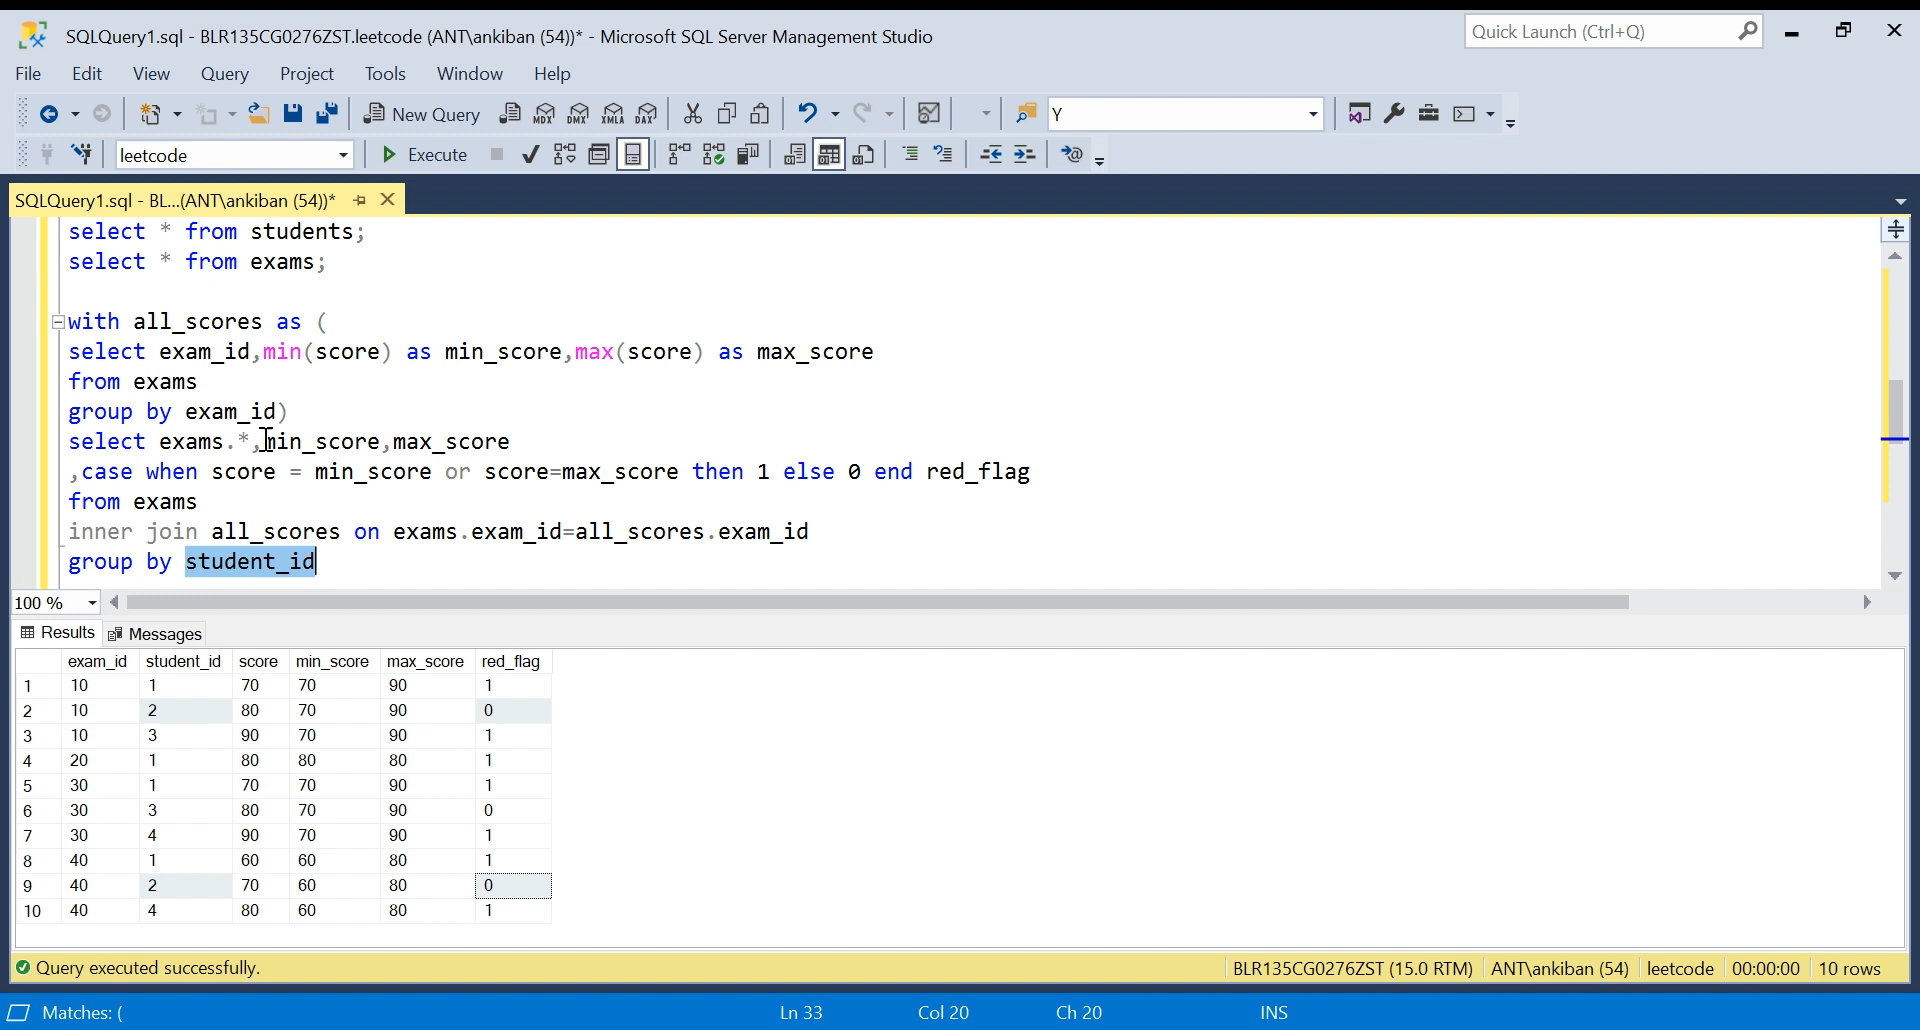 SQLQuery1.sql - BLR135CG0276ZST.leetcode (ANT\ankiban (54))* - Microsoft SQL Server Management Studio
Quick Launch (Ctrl+Q)
File Edit View Query Project Tools Window Help
New Query MDX DMX XMLA DAX Y
leetcode Execute
SQLQuery1.sql - BL...(ANT\ankiban (54))*
select * from students;
select * from exams;
with all_scores as (
select exam_id,min(score) as min_score,max(score) as max_score
from exams
group by exam_id)
select exams.*,min_score,max_score
,case when score = min_score or score=max_score then 1 else 0 end red_flag
from exams
inner join all_scores on exams.exam_id=all_scores.exam_id
group by student_id
100 %
Results Messages
exam_id student_id score min_score max_score red_flag
1 10 1 70 70 90 1
2 10 2 80 70 90 0
3 10 3 90 70 90 1
4 20 1 80 80 80 1
5 30 1 70 70 90 1
6 30 3 80 70 90 0
7 30 4 90 70 90 1
8 40 1 60 60 80 1
9 40 2 70 60 80 0
10 40 4 80 60 80 1
Query executed successfully.
BLR135CG0276ZST (15.0 RTM) ANT\ankiban (54) leetcode 00:00:00 10 rows
Matches: ( Ln 33 Col 20 Ch 20 INS